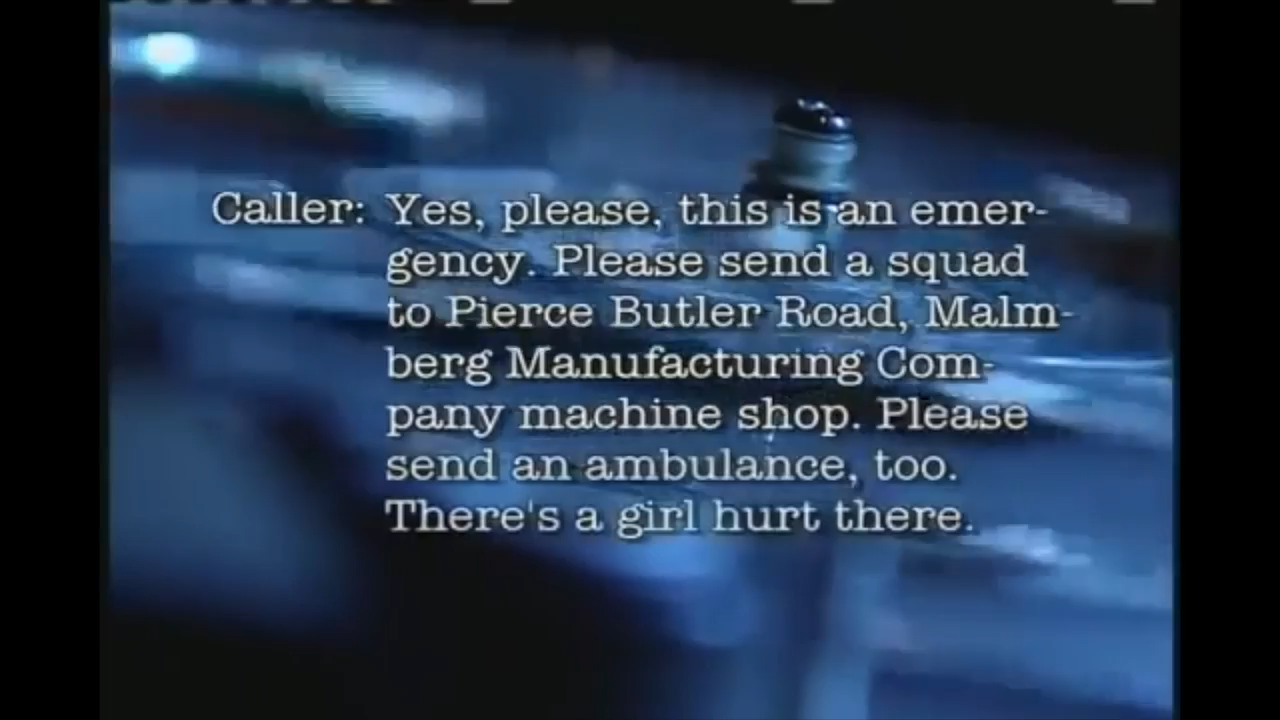 Caller: Yes, please, this is an emer-
gency. Please send a squad
to Pierce Butler Road, Malm-
berg Manufacturing Com-
pany machine shop. Please
send an ambulance, too.
There's a girl hurt there.